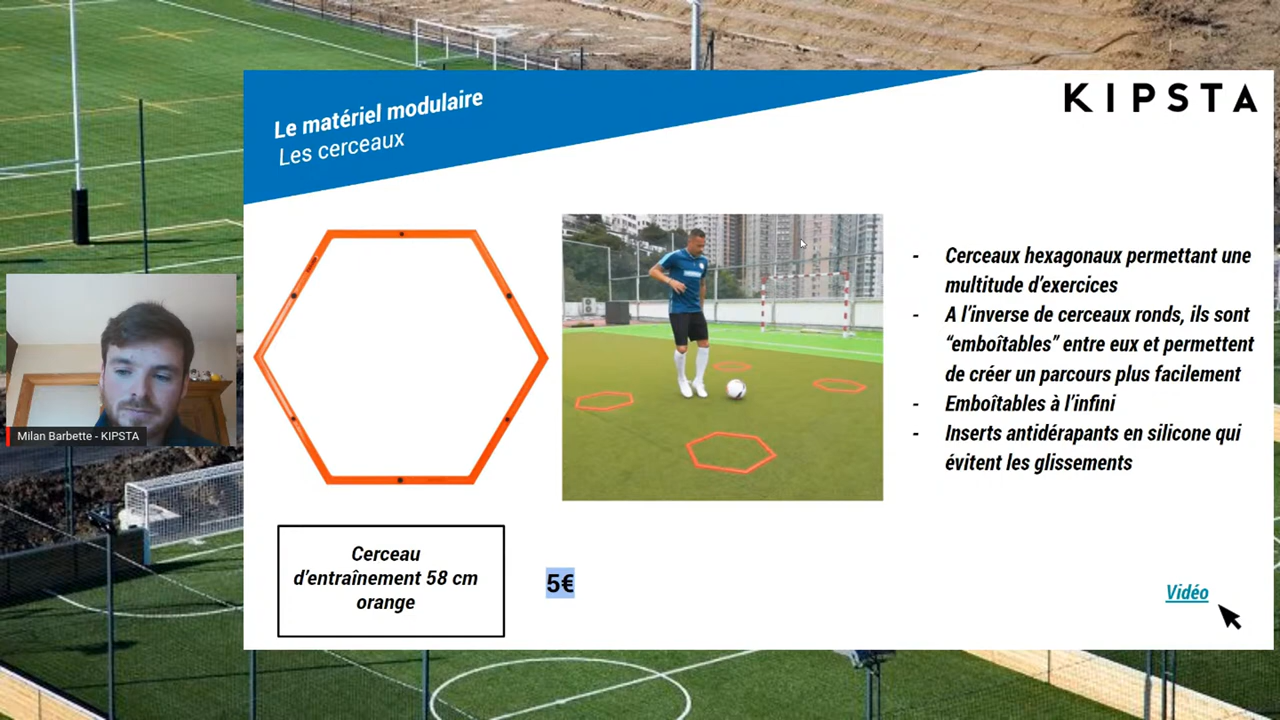 Le matériel modulaire
Les cerceaux
KIPSTA
Cerceaux hexagonaux permettant une
multitude d'exercices
A l'inverse de cerceaux ronds, ils sont
“emboîtables” entre eux et permettent
de créer un parcours plus facilement
Emboîtables à l'infini
Inserts antidérapants en silicone qui
évitent les glissements
Milan Barbette - KIPSTA
Cerceau
d'entraînement 58 cm
orange
5€
Vidéo